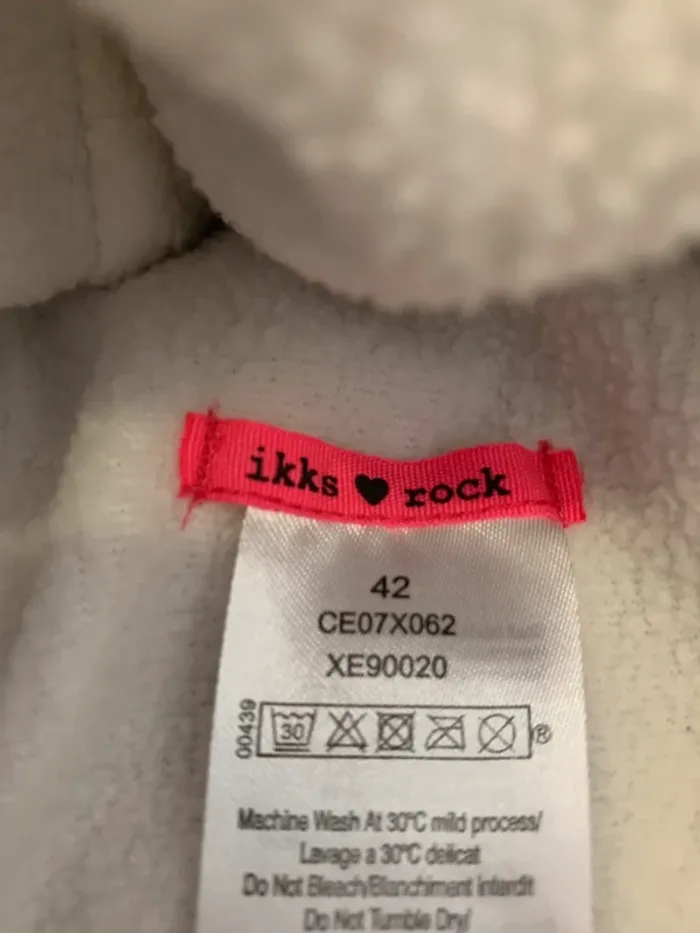 ikks ♥ rock
42
CE07X062
XE90020
00439
30
®
Machine Wash At 30°C mild process/
Lavage a 30°C delicat
Do Not Bleach/Blanchiment interdit
Do Not Tumble Dry/